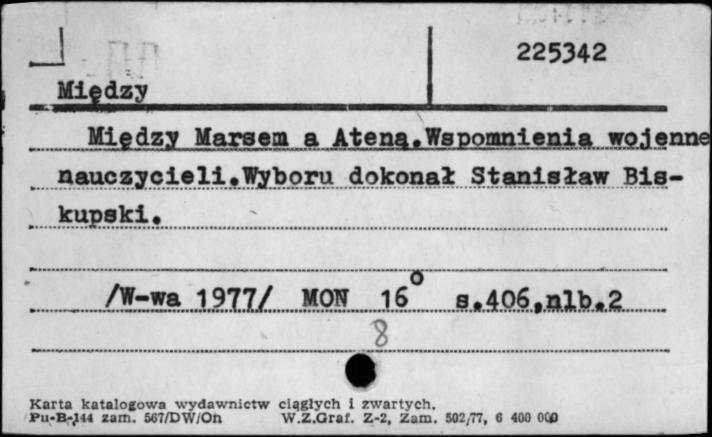 225342
Między
Między Marsem a Ateną.Wspomnienia wojenne
nauczycieli.Wyboru dokonał Stanisław Bis-
kupski.
/W-wa 1977/ MON 16° s.406,nlb.2
8
Karta katalogowa wydawnictw ciągłych i zwartych.
Pu-B-144 zam. 567/DW/Oh W.Z.Graf. Z-2, Zam. 502/77, 6 400 000